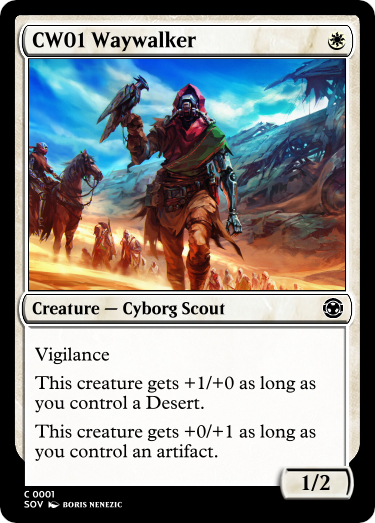 CW01 Waywalker
Creature — Cyborg Scout
Vigilance
This creature gets +1/+0 as long as
you control a Desert.
This creature gets +0/+1 as long as
you control an artifact.
1/2
C 0001
SOV BORIS NENEZIC